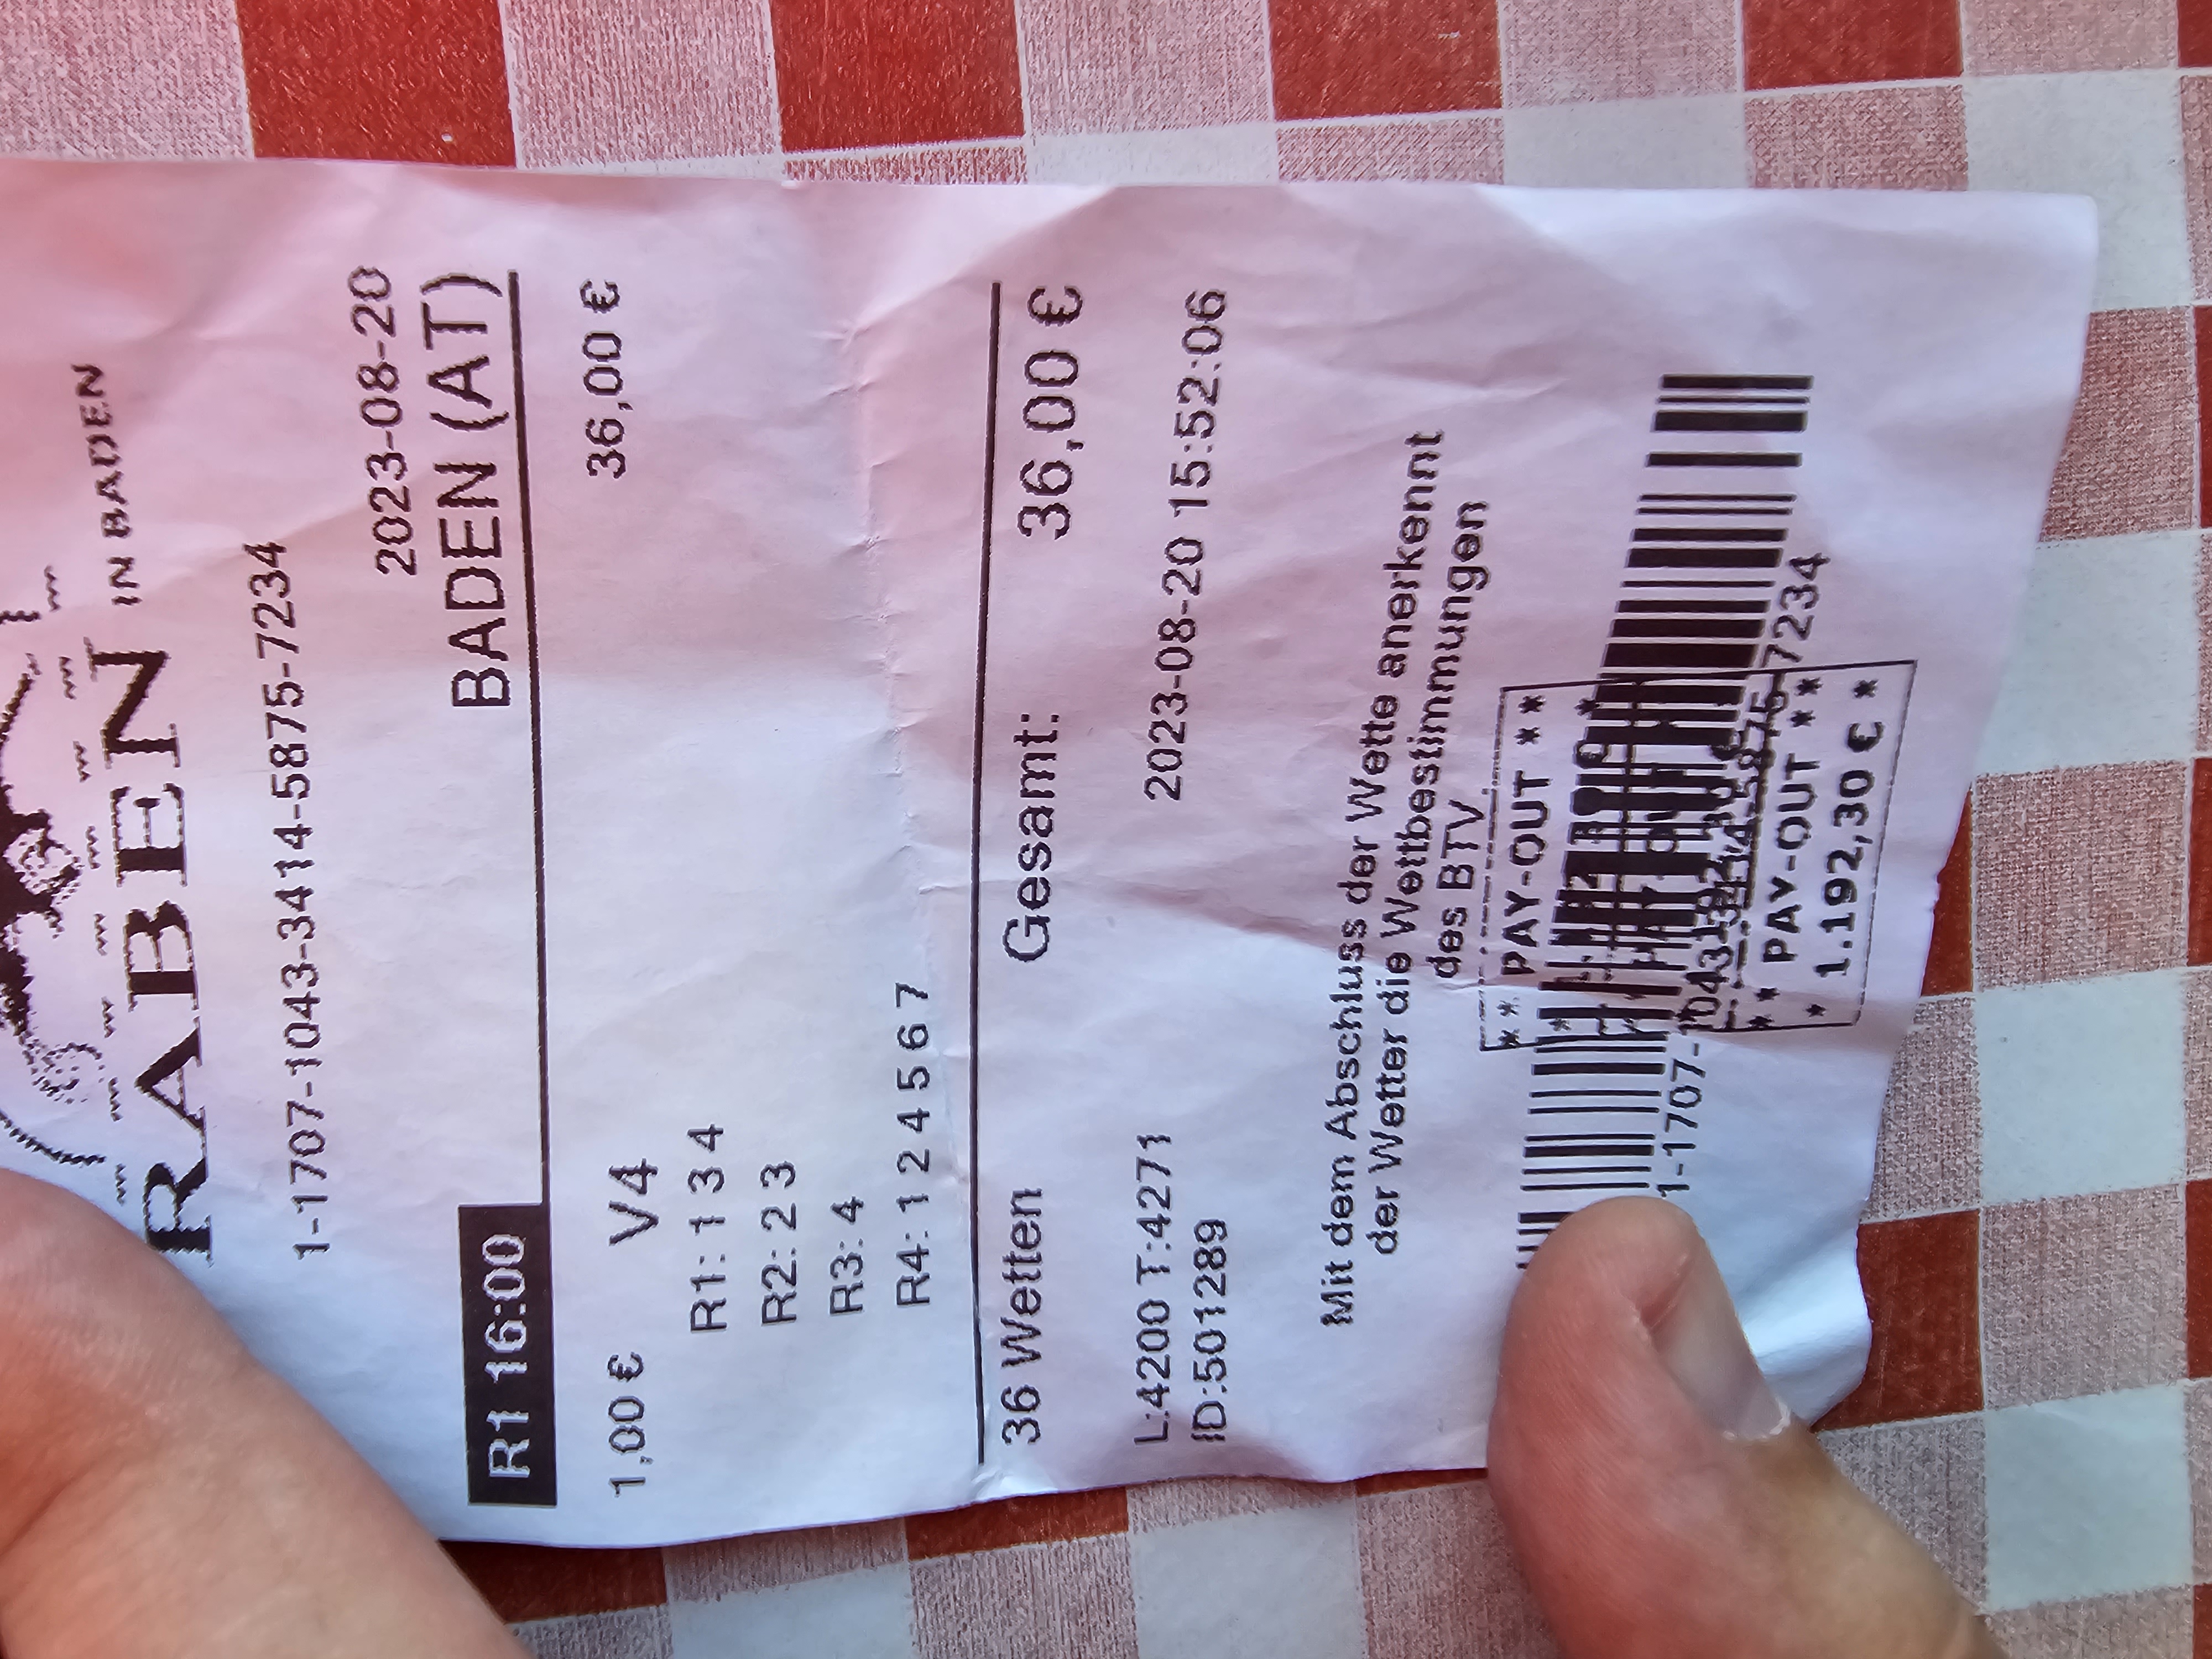 TRABEN IN BADEN
1-1707-1043-3414-5875-7234
2023-08-20
R1 16:00 BADEN (AT)
1,00 € V4 36,00 €
R1: 1 3 4
R2: 2 3
R3: 4
R4: 1 2 4 5 6 7
36 Wetten Gesamt: 36,00 €
L:4200 T:4271 2023-08-20 15:52:06
ID:501289
Mit dem Abschluss der Wette anerkennt
der Wetter die Wettbestimmungen
des BTV
** PAY-OUT **
1-1707-1043-3414-5875-7234
** PAY-OUT **
* 1.192,30 € *